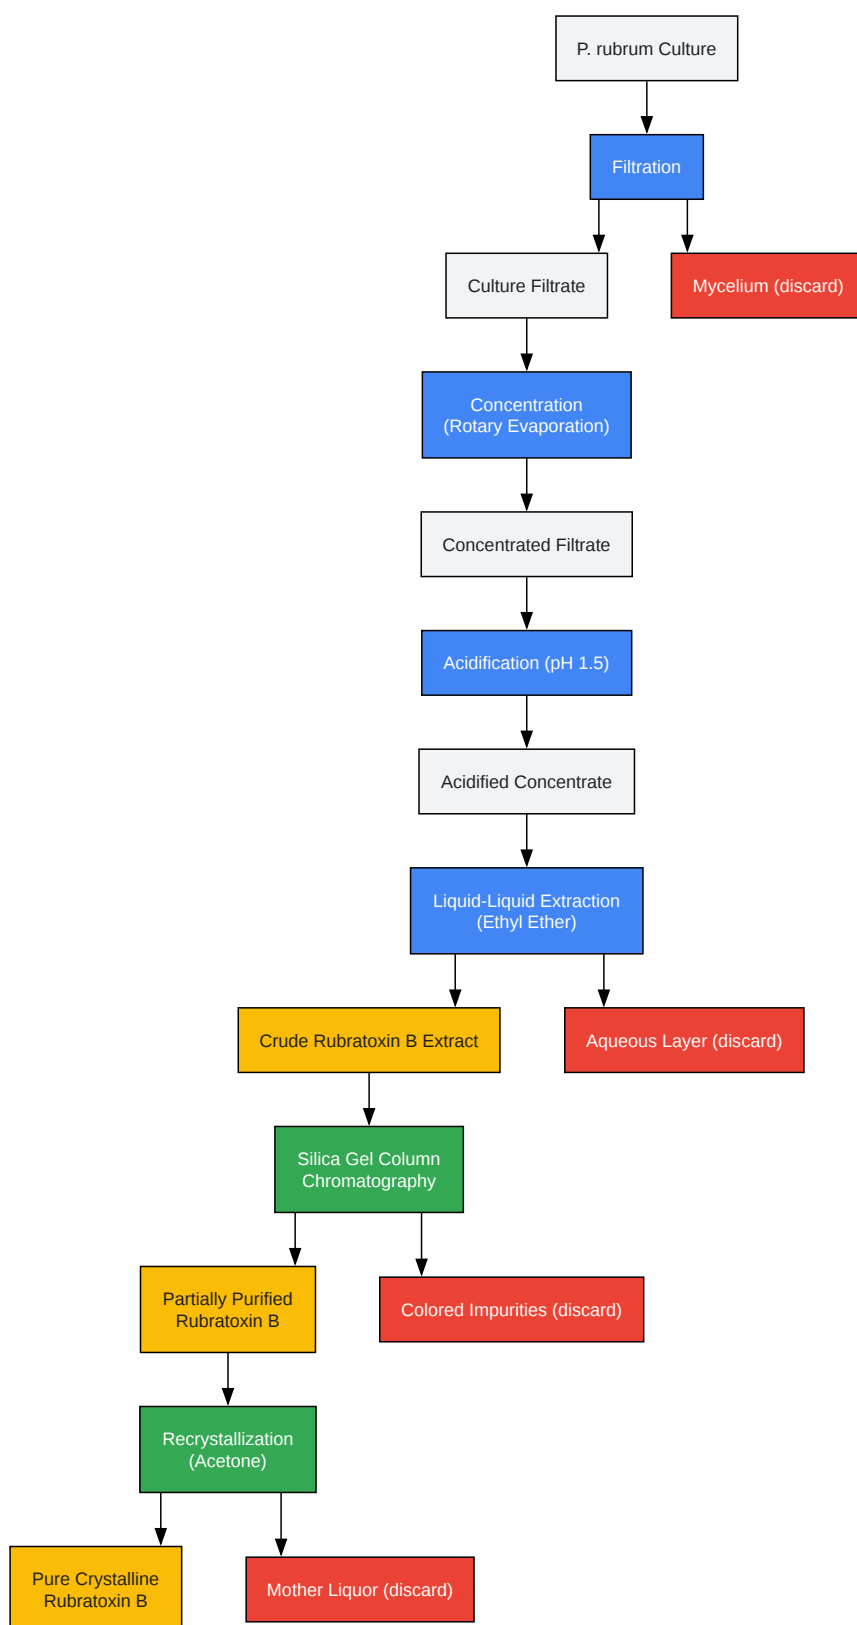 P. rubrum Culture
Filtration
Culture Filtrate
Mycelium (discard)
Concentration
(Rotary Evaporation)
Concentrated Filtrate
Acidification (pH 1.5)
Acidified Concentrate
Liquid-Liquid Extraction
(Ethyl Ether)
Crude Rubratoxin B Extract
Aqueous Layer (discard)
Silica Gel Column
Chromatography
Partially Purified
Rubratoxin B
Colored Impurities (discard)
Recrystallization
(Acetone)
Pure Crystalline
Rubratoxin B
Mother Liquor (discard)